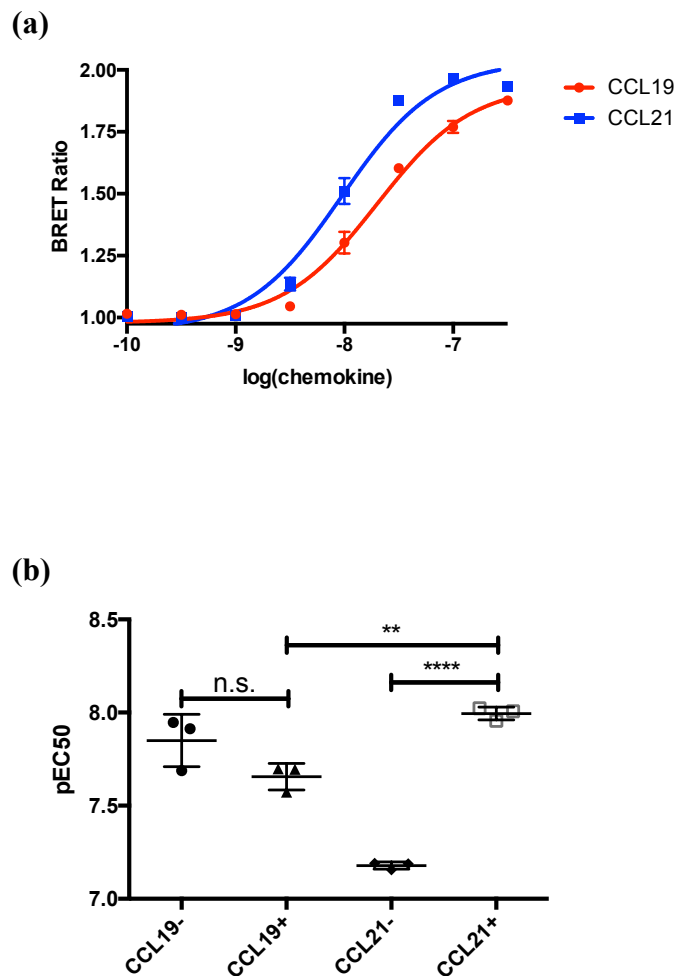 (a)
2.00
1.75
1.50
1.25
1.00
BRET Ratio
-10
-9
-8
-7
log(chemokine)
CCL19
CCL21
(b)
8.5
8.0
7.5
7.0
pEC50
n.s.
**
****
CCL19-
CCL19+
CCL21-
CCL21+